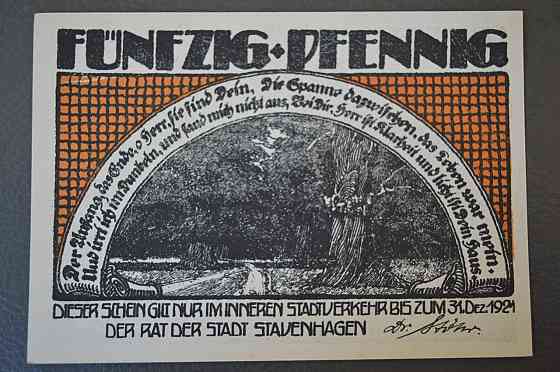 FÜNFZIG PFENNIG
Der Anfang, das Ende, o Herr, sie sind Dein, Die Spanne dazwischen, das Leben war mein.
Und irrt ich im Dunkeln, und fand mich nicht aus, Bei Dir, Herr ist Klarheit und licht ist Dein Haus
DIESER SCHEIN GILT NUR IM INNEREN STADTVERKEHR BIS ZUM 31.DEZ.1921
DER RAT DER STADT STAVENHAGEN Dr.